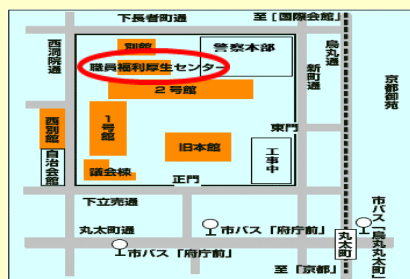 下長者町通
至[国際会館]
西洞院通
別館
警察本部
烏丸通
新町通
京都御苑
職員福利厚生センター
2号館
西別館
1号館
東門
旧本館
工事中
自治会館
議会棟
正門
下立売通
丸太町通
市バス「府庁前」
市バス「府庁前」
丸太町
市バス「烏丸丸太町」
至[京都]